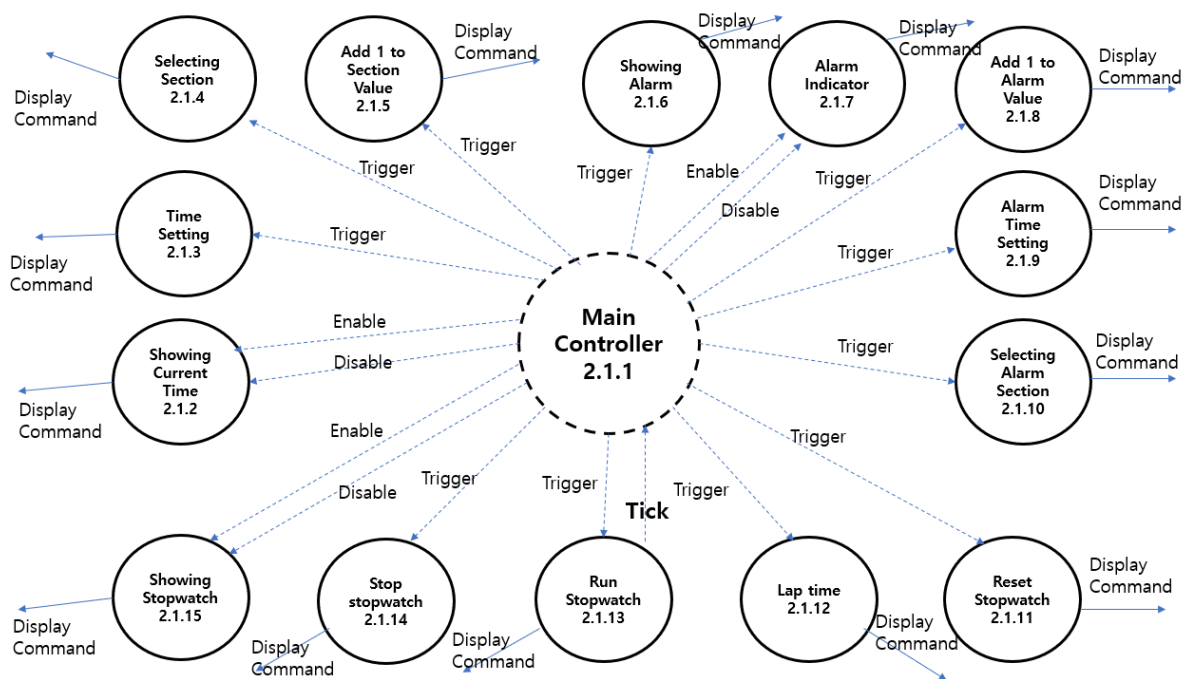 Selecting
Section
2.1.4
Display
Command
Add 1 to
Section
Value
2.1.5
Display
Command
Showing
Alarm
2.1.6
Display
Command
Alarm
Indicator
2.1.7
Display
Command
Add 1 to
Alarm
Value
2.1.8
Display
Command
Trigger
Trigger
Trigger
Enable
Disable
Trigger
Time
Setting
2.1.3
Display
Command
Trigger
Alarm
Time
Setting
2.1.9
Display
Command
Trigger
Main
Controller
2.1.1
Showing
Current
Time
2.1.2
Display
Command
Enable
Disable
Selecting
Alarm
Section
2.1.10
Display
Command
Trigger
Enable
Disable
Trigger
Trigger
Tick
Trigger
Trigger
Showing
Stopwatch
2.1.15
Display
Command
Stop
stopwatch
2.1.14
Display
Command
Run
Stopwatch
2.1.13
Display
Command
Lap time
2.1.12
Display
Command
Reset
Stopwatch
2.1.11
Display
Command